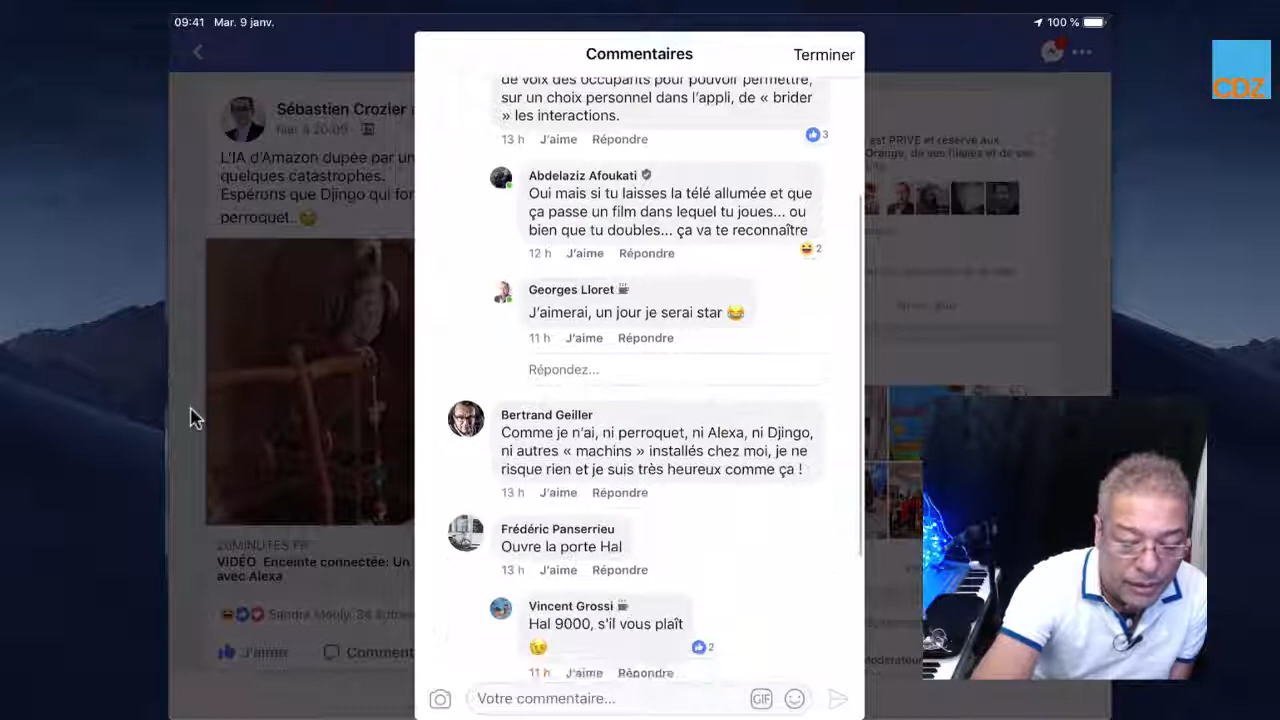 09:41 Mar. 9 janv.
100 %
CDZ
Commentaires
Terminer
Sébastien Crozier
hier à 20:09
L'IA d'Amazon dupée par un
quelques catastrophes.
Espérons que Djingo qui
perroquet..
est PRIVE et réservé aux
Orange, de ses filiales et de ses
de voix des occupants pour pouvoir permettre,
sur un choix personnel dans l'appli, de « brider
» les interactions.
13 h J'aime Répondre
3
Abdelaziz Afoukati
Oui mais si tu laisses la télé allumée et que
ça passe un film dans lequel tu joues... ou
bien que tu doubles... ça va te reconnaître
12 h J'aime Répondre
2
Georges Lloret
J'aimerai, un jour je serai star
11 h J'aime Répondre
Répondez...
Bertrand Geiller
Comme je n'ai, ni perroquet, ni Alexa, ni Djingo,
ni autres « machins » installés chez moi, je ne
risque rien et je suis très heureux comme ça !
13 h J'aime Répondre
Frédéric Panserrieu
Ouvre la porte Hal
13 h J'aime Répondre
Vincent Grossi
Hal 9000, s'il vous plaît
2
11 h J'aime Répondre
Votre commentaire...
GIF
20MINUTES.FR
VIDÉO Enceinte connectée: Un
avec Alexa
J'aime
Comment